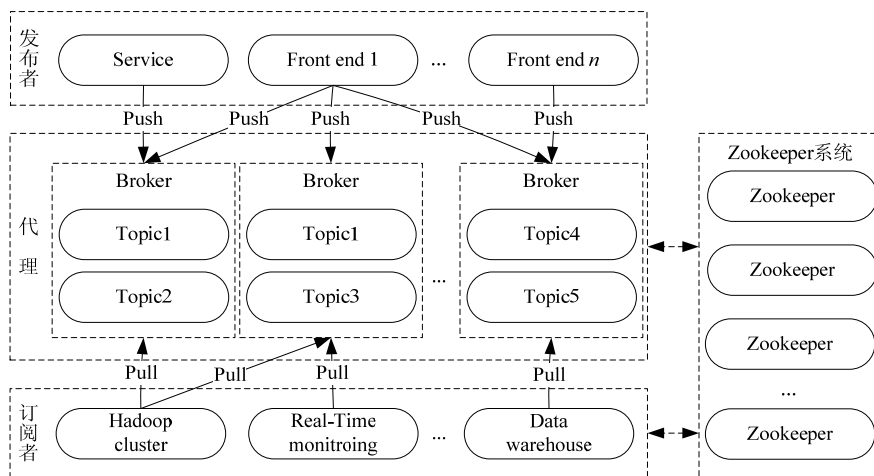 发布者
Service
Front end 1
...
Front end n
Push
Push
Push
Push
Push
代理
Broker
Topic1
Topic2
Broker
Topic1
Topic3
...
Broker
Topic4
Topic5
Pull
Pull
Pull
Pull
订阅者
Hadoop
cluster
Real-Time
monitroing
...
Data
warehouse
Zookeeper系统
Zookeeper
Zookeeper
Zookeeper
...
Zookeeper